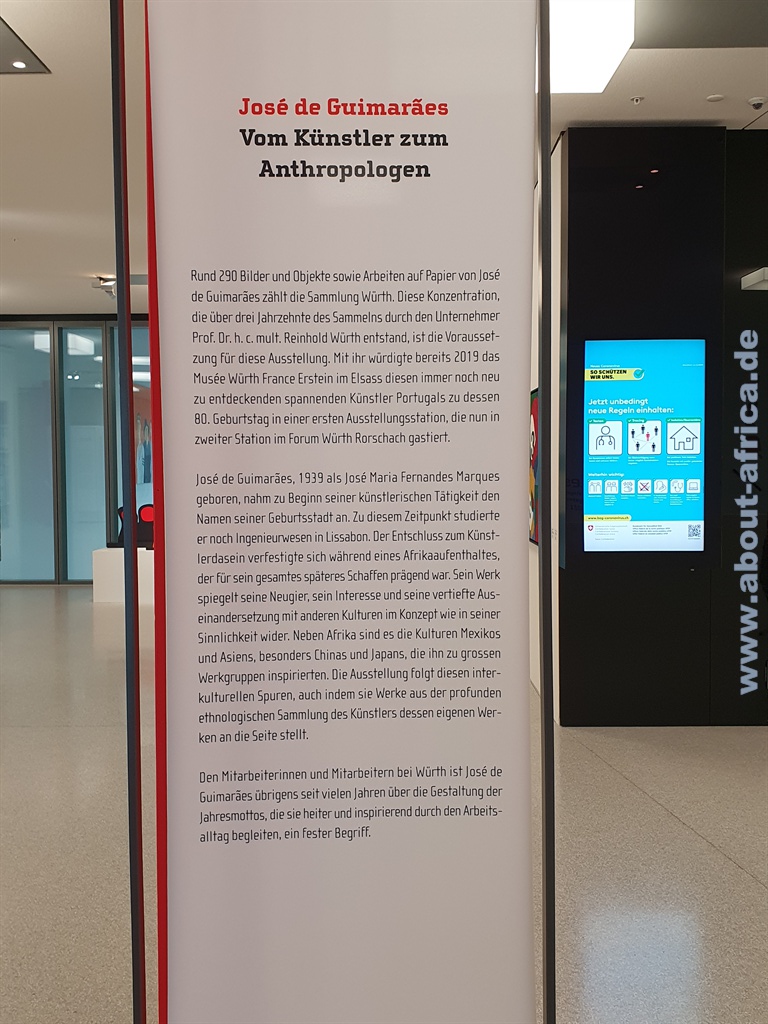 José de Guimarães
Vom Künstler zum
Anthropologen
Rund 290 Bilder und Objekte sowie Arbeiten auf Papier von José
de Guimarães zählt die Sammlung Würth. Diese Konzentration,
die über drei Jahrzehnte des Sammelns durch den Unternehmer
Prof. Dr. h. c. mult. Reinhold Würth entstand, ist die Vorausset-
zung für diese Ausstellung. Mit ihr würdigte bereits 2019 das
Musée Würth France Erstein im Elsass diesen immer noch neu
zu entdeckenden spannenden Künstler Portugals zu dessen
80. Geburtstag in einer ersten Ausstellungsstation, die nun in
zweiter Station im Forum Würth Rorschach gastiert.
José de Guimarães, 1939 als José Maria Fernandes Marques
geboren, nahm zu Beginn seiner künstlerischen Tätigkeit den
Namen seiner Geburtsstadt an. Zu diesem Zeitpunkt studierte
er noch Ingenieurwesen in Lissabon. Der Entschluss zum Künst-
lerdasein verfestigte sich während eines Afrikaaufenthaltes,
der für sein gesamtes späteres Schaffen prägend war. Sein Werk
spiegelt seine Neugier, sein Interesse und seine vertiefte Aus-
einandersetzung mit anderen Kulturen im Konzept wie in seiner
Sinnlichkeit wider. Neben Afrika sind es die Kulturen Mexikos
und Asiens, besonders Chinas und Japans, die ihn zu grossen
Werkgruppen inspirierten. Die Ausstellung folgt diesen inter-
kulturellen Spuren, auch indem sie Werke aus der profunden
ethnologischen Sammlung des Künstlers dessen eigenen Wer-
ken an die Seite stellt.
Den Mitarbeiterinnen und Mitarbeitern bei Würth ist José de
Guimarães übrigens seit vielen Jahren über die Gestaltung der
Jahresmottos, die sie heiter und inspirierend durch den Arbeits-
alltag begleiten, ein fester Begriff.
SO SCHÜTZEN
WIR UNS.
Jetzt unbedingt
neue Regeln einhalten:
www.bag-coronavirus.ch
www.about-africa.de